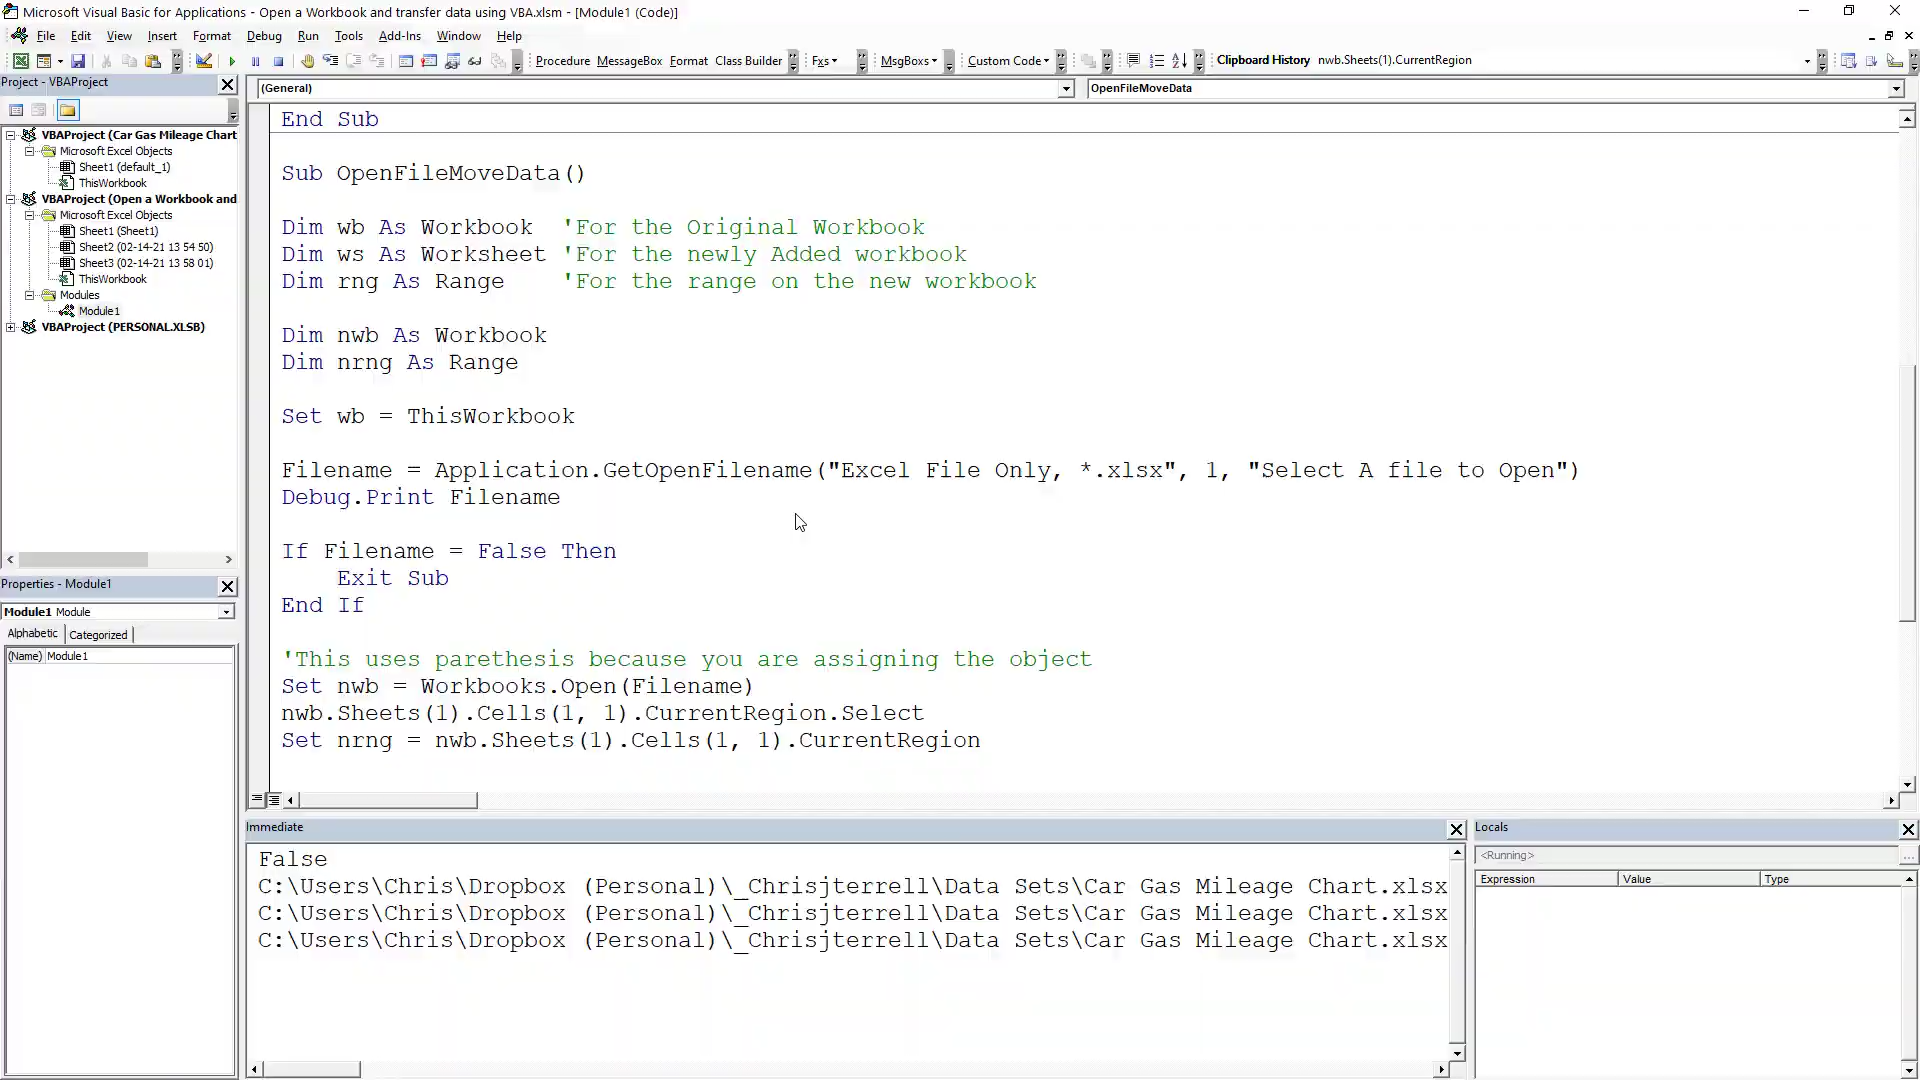 Microsoft Visual Basic for Applications - Open a Workbook and transfer data using VBA.xlsm - [Module1 (Code)]
File Edit View Insert Format Debug Run Tools Add-Ins Window Help
Procedure MessageBox Format Class Builder Fxs MsgBoxs Custom Code Clipboard History nwb.Sheets(1).CurrentRegion
Project - VBAProject
(General) OpenFileMoveData
VBAProject (Car Gas Mileage Chart
Microsoft Excel Objects
Sheet1 (default_1)
ThisWorkbook
VBAProject (Open a Workbook and
Microsoft Excel Objects
Sheet1 (Sheet1)
Sheet2 (02-14-21 13 54 50)
Sheet3 (02-14-21 13 58 01)
ThisWorkbook
Modules
Module1
VBAProject (PERSONAL.XLSB)
Properties - Module1
Module1 Module
Alphabetic Categorized
(Name) Module1
End Sub
Sub OpenFileMoveData()
Dim wb As Workbook 'For the Original Workbook
Dim ws As Worksheet 'For the newly Added workbook
Dim rng As Range 'For the range on the new workbook
Dim nwb As Workbook
Dim nrng As Range
Set wb = ThisWorkbook
Filename = Application.GetOpenFilename("Excel File Only, *.xlsx", 1, "Select A file to Open")
Debug.Print Filename
If Filename = False Then
Exit Sub
End If
'This uses parethesis because you are assigning the object
Set nwb = Workbooks.Open(Filename)
nwb.Sheets(1).Cells(1, 1).CurrentRegion.Select
Set nrng = nwb.Sheets(1).Cells(1, 1).CurrentRegion
Immediate
False
C:\Users\Chris\Dropbox (Personal)\_Chrisjterrell\Data Sets\Car Gas Mileage Chart.xlsx
C:\Users\Chris\Dropbox (Personal)\_Chrisjterrell\Data Sets\Car Gas Mileage Chart.xlsx
C:\Users\Chris\Dropbox (Personal)\_Chrisjterrell\Data Sets\Car Gas Mileage Chart.xlsx
Locals
<Running>
Expression Value Type